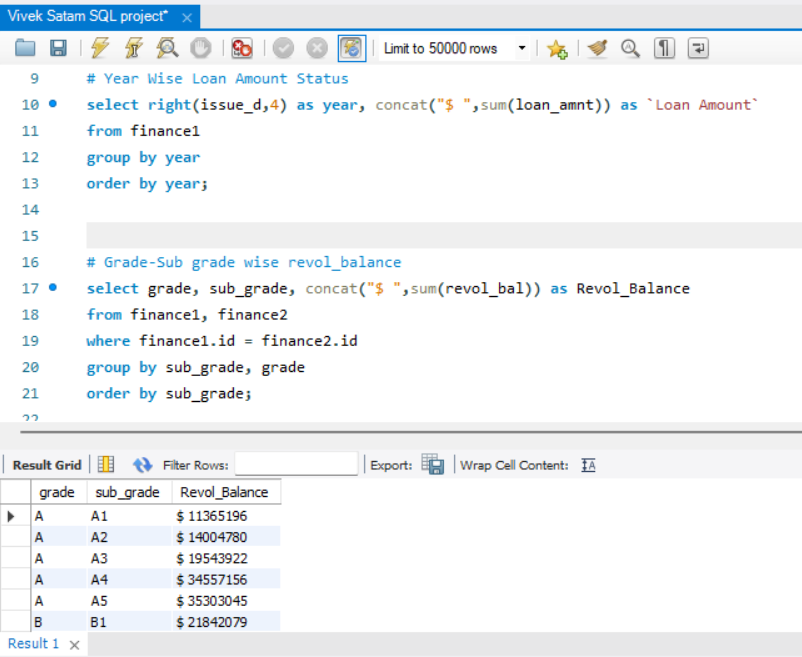 Vivek Satam SQL project*
Limit to 50000 rows
9 # Year Wise Loan Amount Status
10 select right(issue_d,4) as year, concat("$ ",sum(loan_amnt)) as `Loan Amount`
11 from finance1
12 group by year
13 order by year;
14
15
16 # Grade-Sub grade wise revol_balance
17 select grade, sub_grade, concat("$ ",sum(revol_bal)) as Revol_Balance
18 from finance1, finance2
19 where finance1.id = finance2.id
20 group by sub_grade, grade
21 order by sub_grade;
22
Result Grid Filter Rows: Export: Wrap Cell Content: IA
grade sub_grade Revol_Balance
A A1 $ 11365196
A A2 $ 14004780
A A3 $ 19543922
A A4 $ 34557156
A A5 $ 35303045
B B1 $ 21842079
Result 1